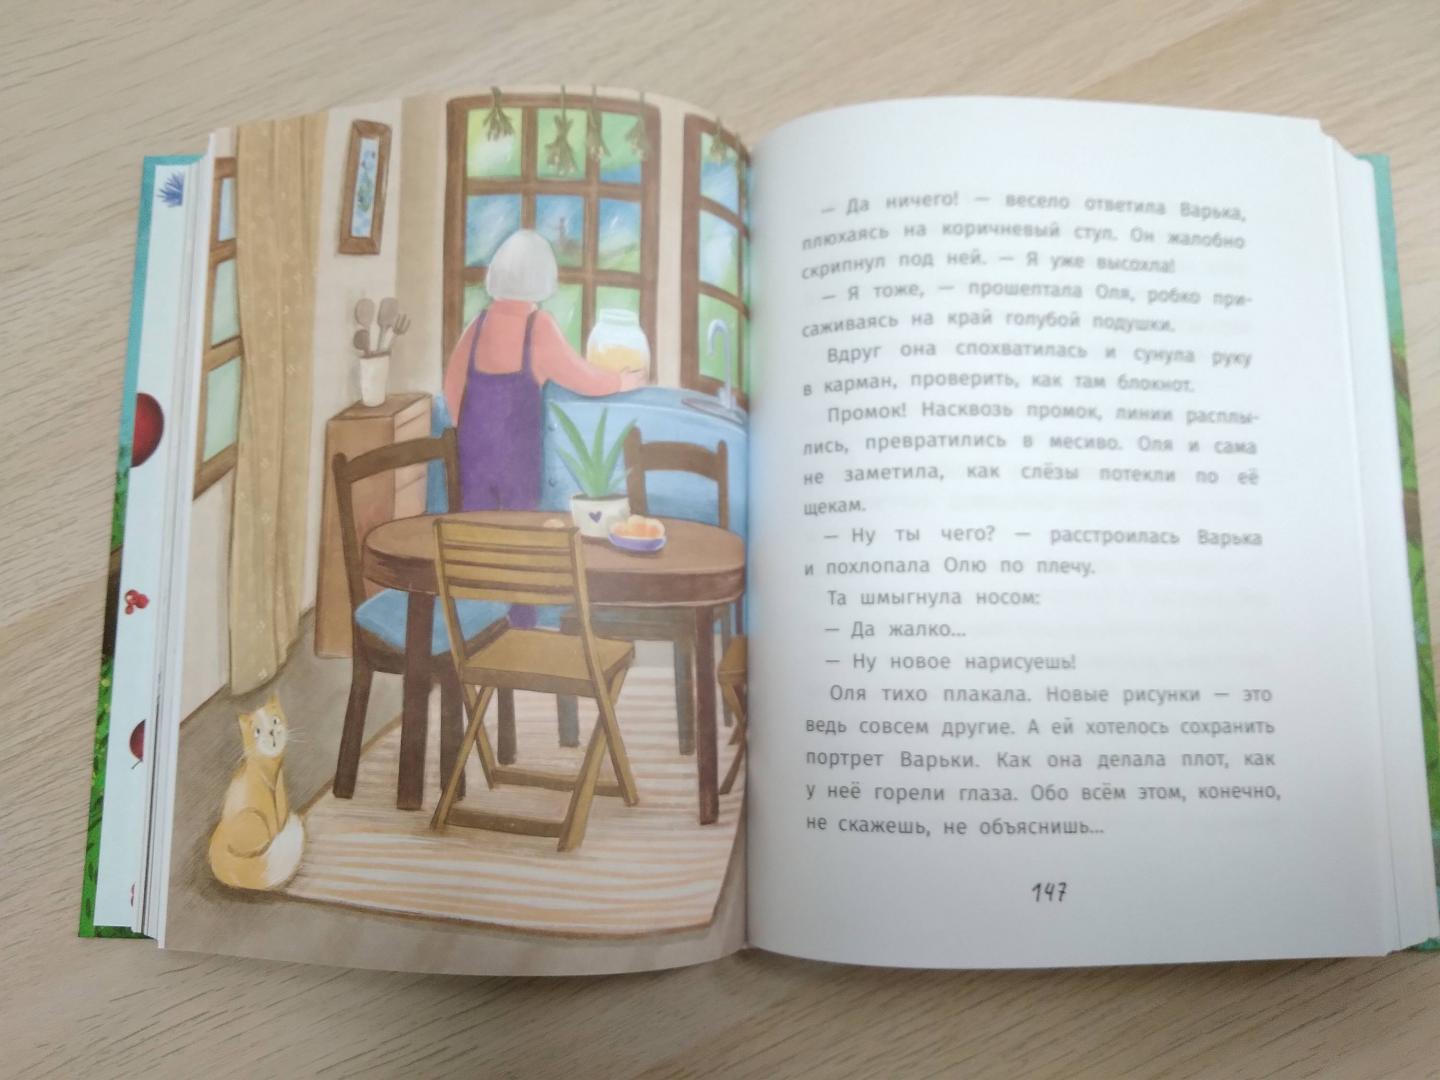 — Да ничего! — весело ответила Варька,
плюхаясь на коричневый стул. Он жалобно
скрипнул под ней. — Я уже высохла!
— Я тоже, — прошептала Оля, робко при-
саживаясь на край голубой подушки.
Вдруг она спохватилась и сунула руку
в карман, проверить, как там блокнот.
Промок! Насквозь промок, линии расплы-
лись, превратились в месиво. Оля и сама
не заметила, как слёзы потекли по её
щекам.
— Ну ты чего? — расстроилась Варька
и похлопала Олю по плечу.
Та шмыгнула носом:
— Да жалко...
— Ну новое нарисуешь!
Оля тихо плакала. Новые рисунки — это
ведь совсем другие. А ей хотелось сохранить
портрет Варьки. Как она делала плот, как
у неё горели глаза. Обо всём этом, конечно,
не скажешь, не объяснишь...
147